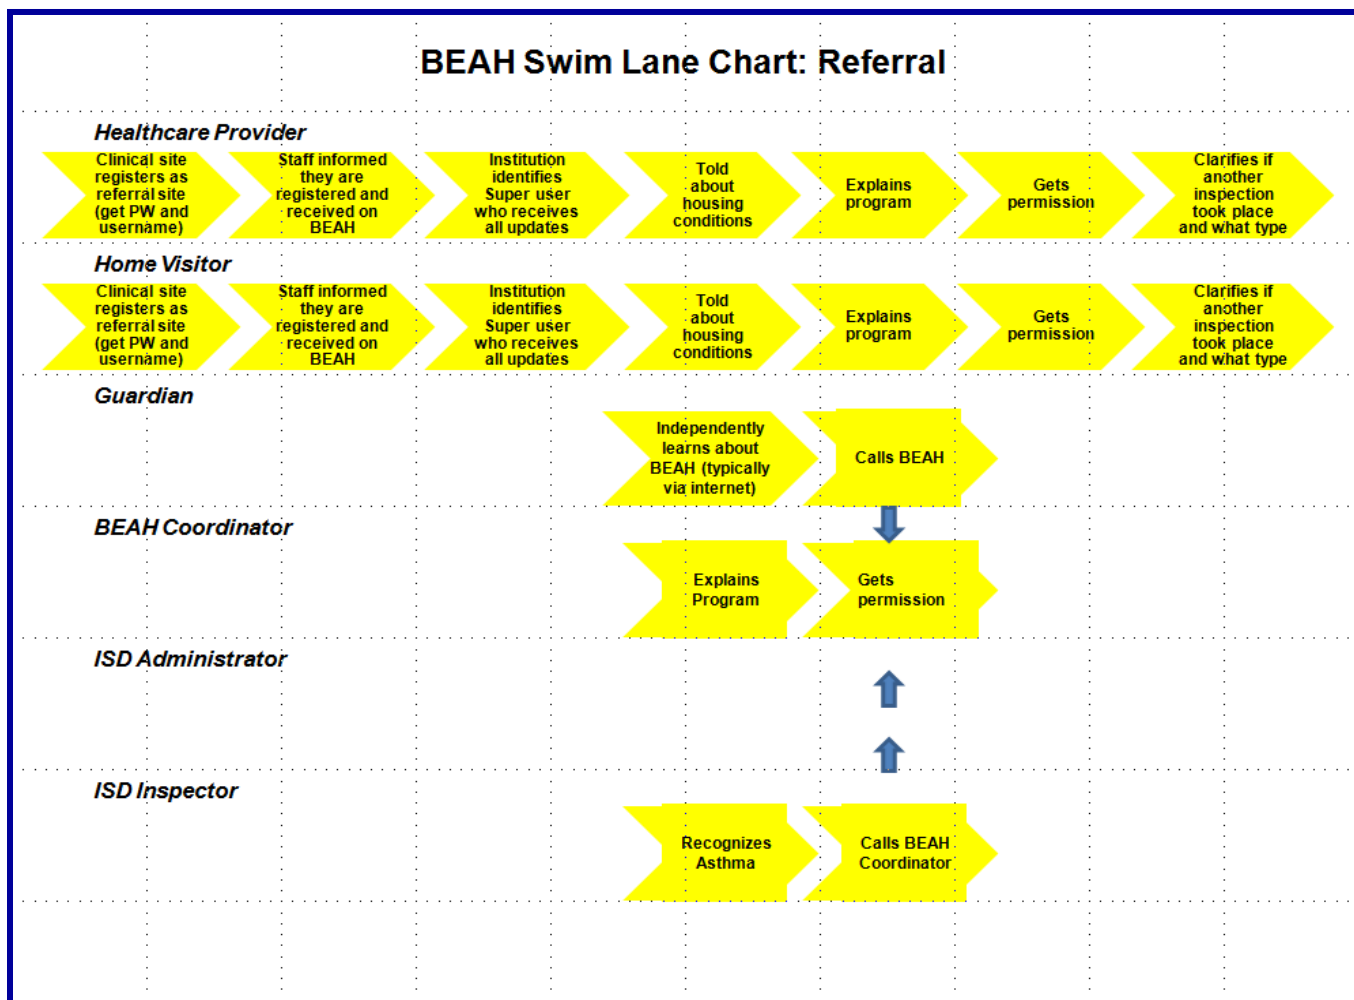 BEAH Swim Lane Chart: Referral
Healthcare Provider
Clinical site
registers as
referral site
(get PW and
username)
Staff informed
they are
registered and
received on
BEAH
Institution
identifies
Super user
who receives
all updates
Told
about
housing
conditions
Explains
program
Gets
permission
Clarifies if
another
inspection
took place
and what type
Home Visitor
Clinical site
registers as
referral site
(get PW and
username)
Staff informed
they are
registered and
received on
BEAH
Institution
identifies
Super user
who receives
all updates
Told
about
housing
conditions
Explains
program
Gets
permission
Clarifies if
another
inspection
took place
and what type
Guardian
Independently
learns about
BEAH (typically
via internet)
Calls BEAH
BEAH Coordinator
Explains
Program
Gets
permission
ISD Administrator
ISD Inspector
Recognizes
Asthma
Calls BEAH
Coordinator